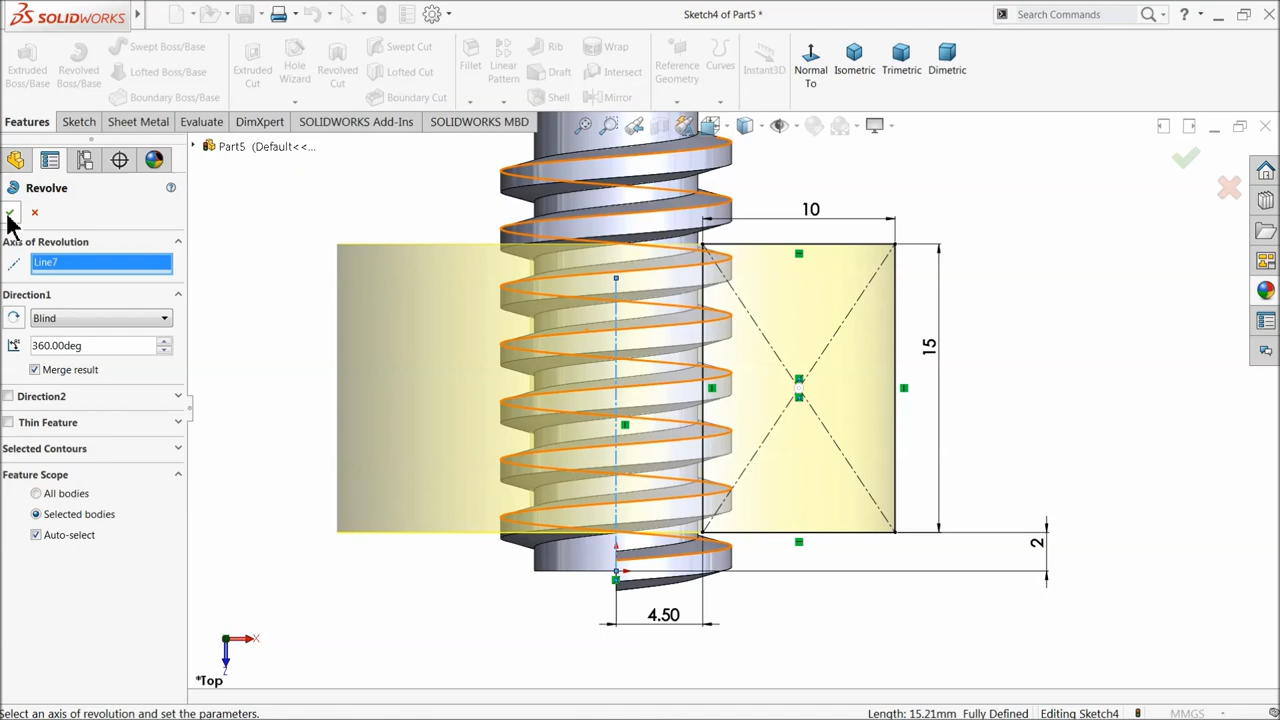 SOLIDWORKS
Sketch4 of Part5 *
Search Commands
?
Extruded Boss/Base
Revolved Boss/Base
Swept Boss/Base
Lofted Boss/Base
Boundary Boss/Base
Extruded Cut
Hole Wizard
Revolved Cut
Swept Cut
Lofted Cut
Boundary Cut
Fillet
Linear Pattern
Rib
Draft
Shell
Wrap
Intersect
Mirror
Reference Geometry
Curves
Instant3D
Normal To
Isometric
Trimetric
Dimetric
Features
Sketch
Sheet Metal
Evaluate
DimXpert
SOLIDWORKS Add-Ins
SOLIDWORKS MBD
Part5 (Default<<...
Revolve
Axis of Revolution
Line7
Direction1
Blind
360.00deg
Merge result
Direction2
Thin Feature
Selected Contours
Feature Scope
All bodies
Selected bodies
Auto-select
10
15
2
4.50
X
Z
*Top
Select an axis of revolution and set the parameters.
Length: 15.21mm
Fully Defined
Editing Sketch4
MMGS